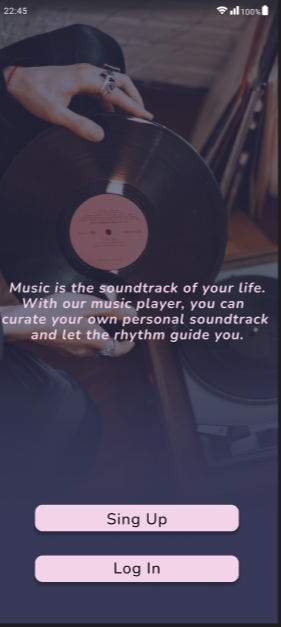 22:45 100%
Music is the soundtrack of your life.
With our music player, you can
curate your own personal soundtrack
and let the rhythm guide you.
Sing Up
Log In